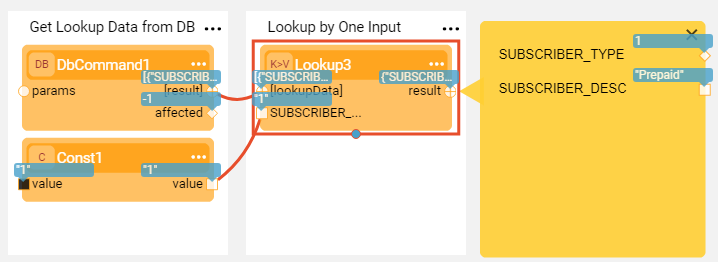 Get Lookup Data from DB ...
Lookup by One Input ...
DB DbCommand1 ...
[{"SUBSCRIB...
params [result]
-1
affected
C Const1 ...
"1" "1"
value value
K>V Lookup3 ...
[{"SUBSCRIB... {"SUBSCRIB...
[lookupData] result
"1"
SUBSCRIBER_...
1
SUBSCRIBER_TYPE
"Prepaid"
SUBSCRIBER_DESC